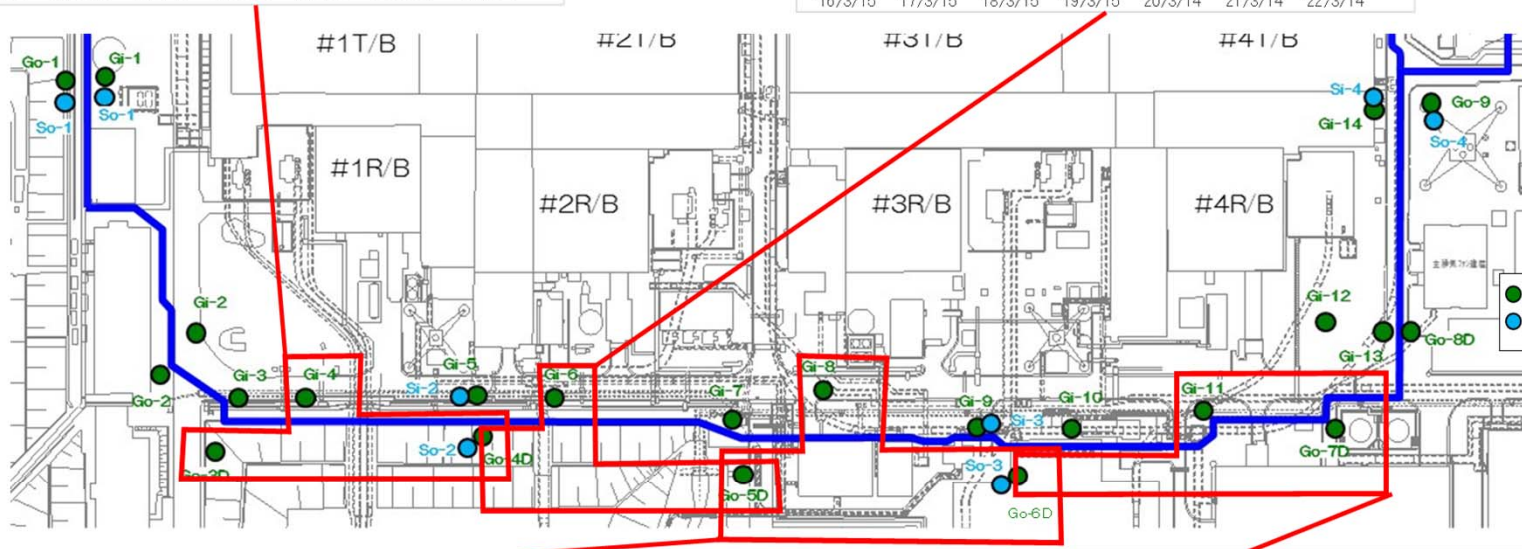 16/3/15 17/3/15 18/3/15 19/3/15 20/3/14 21/3/14 22/3/14
#1T/B #2T/B #3T/B #4T/B
Go-1 Gi-1
So-1 So-1
Si-4
Gi-14
Go-9
So-4
#1R/B
#2R/B #3R/B #4R/B
Gi-2
Gi-12
Gi-13 Go-8D
Go-2 Gi-3 Gi-4
Si-2 Gi-5 Gi-6
Gi-7
Gi-8
Gi-9 Si-3 Gi-10
Gi-11
Go-3D
So-2 Go-4D
Go-5D
So-3
Go-6D
Go-7D